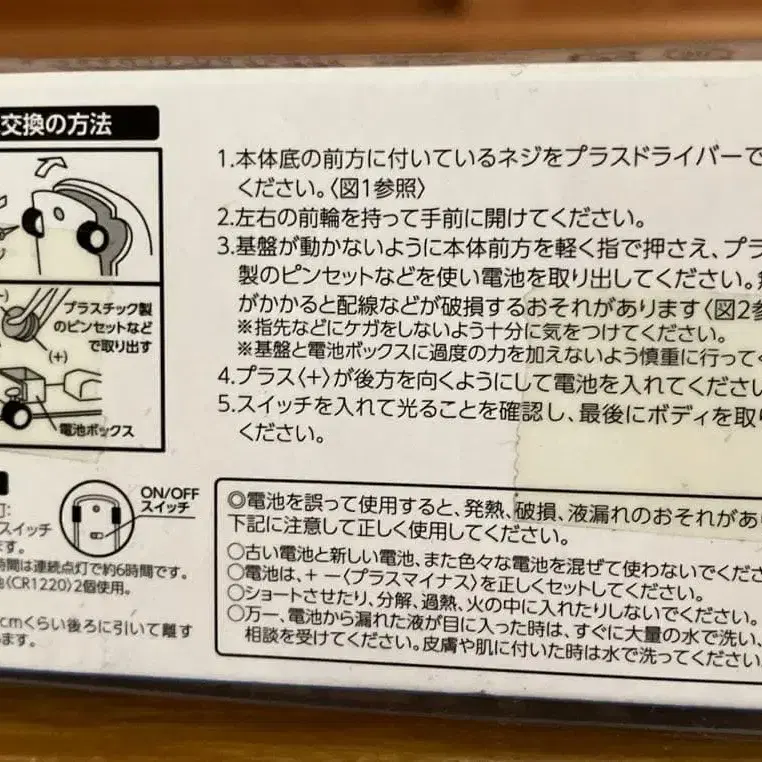 交換の方法
プラスチック製
のピンセットなど
で取り出す
(+)
電池ボックス
ON/OFF
スイッチ
スイッチ
ます。
時間は連続点灯で約6時間です。
〈CR1220〉2個使用。
cmくらい後ろに引いて離す
ます。
1.本体底の前方に付いているネジをプラスドライバーで
ください。〈図1参照〉
2.左右の前輪を持って手前に開けてください。
3.基盤が動かないように本体前方を軽く指で押さえ、プラ
製のピンセットなどを使い電池を取り出してください。
がかかると配線などが破損するおそれがあります〈図2
※指先などにケガをしないよう十分に気をつけてください。
※基盤と電池ボックスに過度の力を加えないよう慎重に行って
4.プラス〈+〉が後方を向くようにして電池を入れてください
5.スイッチを入れて光ることを確認し、最後にボディを取り
ください。
◎電池を誤って使用すると、発熱、破損、液漏れのおそれがあ
下記に注意して正しく使用してください。
○古い電池と新しい電池、また色々な電池を混ぜて使わないでくださ
○電池は、+ー〈プラスマイナス〉を正しくセットしてください。
○ショートさせたり、分解、過熱、火の中に入れたりしないでください。
○万一、電池から漏れた液が目に入った時は、すぐに大量の水で洗い、
相談を受けてください。皮膚や肌に付いた時は水で洗ってください